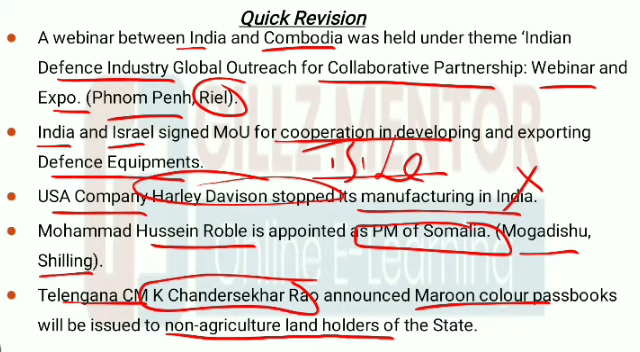 Quick Revision
• A webinar between India and Combodia was held under theme ‘Indian
Defence Industry Global Outreach for Collaborative Partnership: Webinar and
Expo. (Phnom Penh, Riel).
• India and Israel signed MoU for cooperation in developing and exporting
Defence Equipments.
• USA Company Harley Davison stopped its manufacturing in India.
• Mohammad Hussein Roble is appointed as PM of Somalia. (Mogadishu,
Shilling).
• Telengana CM K Chandersekhar Rao announced Maroon colour passbooks
will be issued to non-agriculture land holders of the State.
MENTOR
Online E-Learning